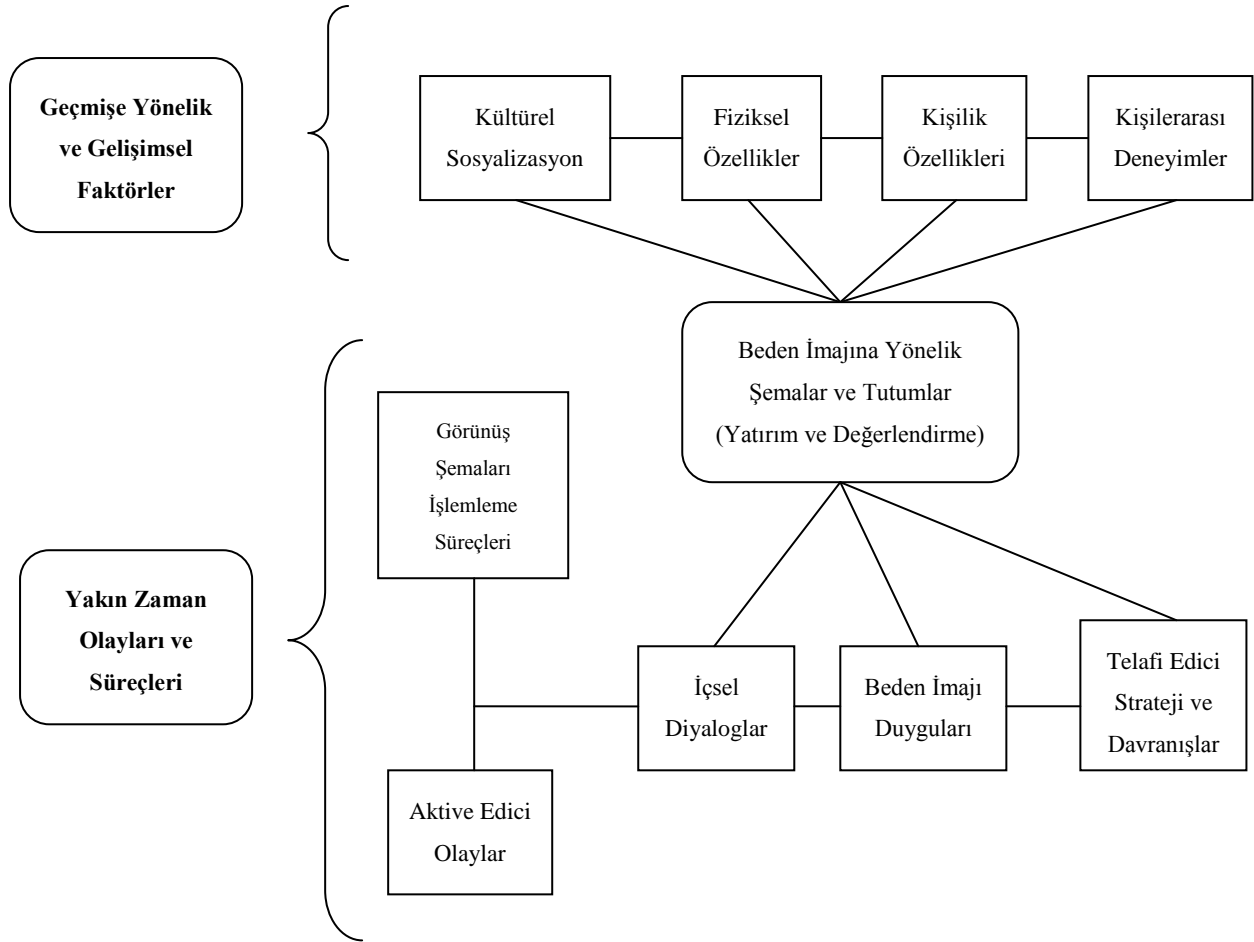 Geçmişe Yönelik
ve Gelişimsel
Faktörler
Kültürel
Sosyalizasyon
Fiziksel
Özellikler
Kişilik
Özellikleri
Kişilerarası
Deneyimler
Beden İmajına Yönelik
Şemalar ve Tutumlar
(Yatırım ve Değerlendirme)
Görünüş
Şemaları
İşlemleme
Süreçleri
Yakın Zaman
Olayları ve
Süreçleri
İçsel
Diyaloglar
Beden İmajı
Duyguları
Telafi Edici
Strateji ve
Davranışlar
Aktive Edici
Olaylar